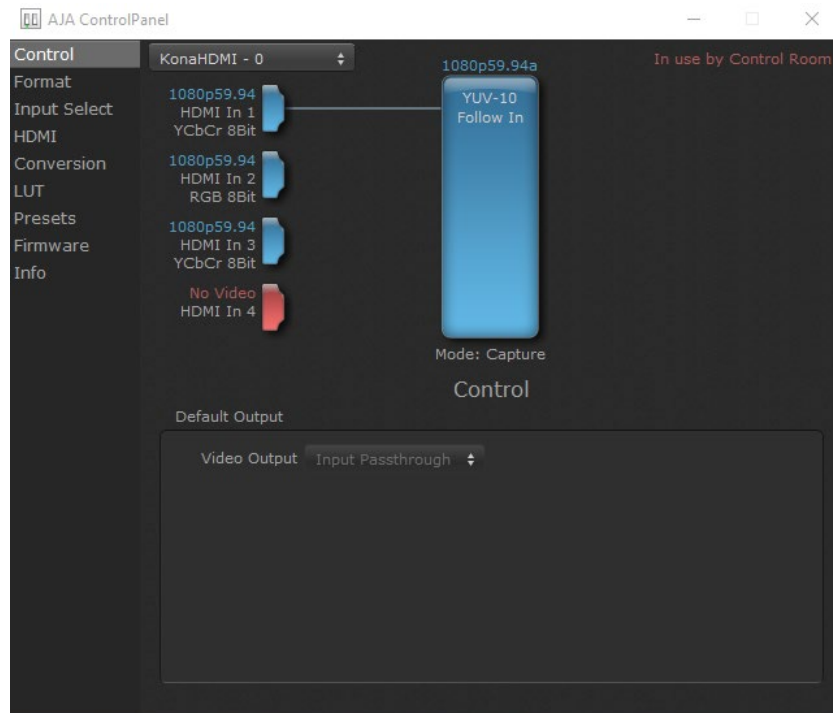 AJA ControlPanel
Control
Format
Input Select
HDMI
Conversion
LUT
Presets
Firmware
Info
KonaHDMI - 0
1080p59.94
HDMI In 1
YCbCr 8Bit
1080p59.94
HDMI In 2
RGB 8Bit
1080p59.94
HDMI In 3
YCbCr 8Bit
No Video
HDMI In 4
1080p59.94a
YUV-10
Follow In
Mode: Capture
In use by Control Room
Control
Default Output
Video Output Input Passthrough